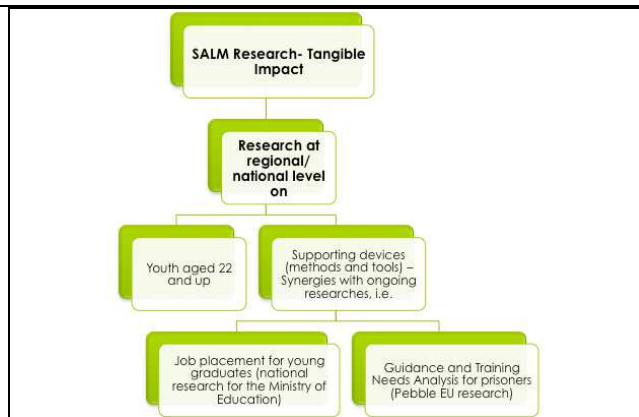 SALM Research- Tangible
Impact
Research at
regional/
national level
on
Youth aged 22
and up
Supporting devices
(methods and tools) –
Synergies with ongoing
researches, i.e.
Job placement for young
graduates (national
research for the Ministry of
Education)
Guidance and Training
Needs Analysis for prisoners
(Pebble EU research)